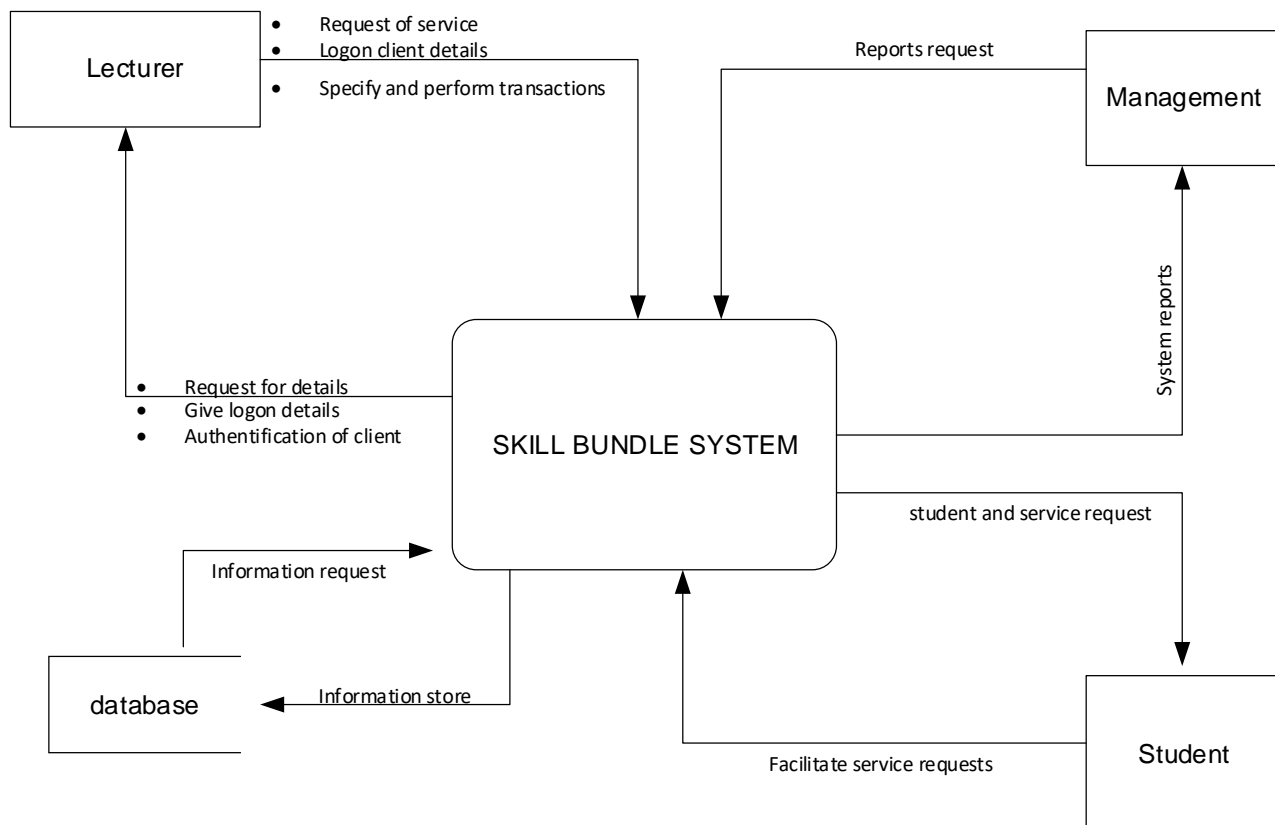 • Request of service
• Logon client details
Lecturer
• Specify and perform transactions
Reports request
Management
System reports
• Request for details
• Give logon details
• Authentification of client
SKILL BUNDLE SYSTEM
student and service request
Information request
Information store
database
Facilitate service requests
Student